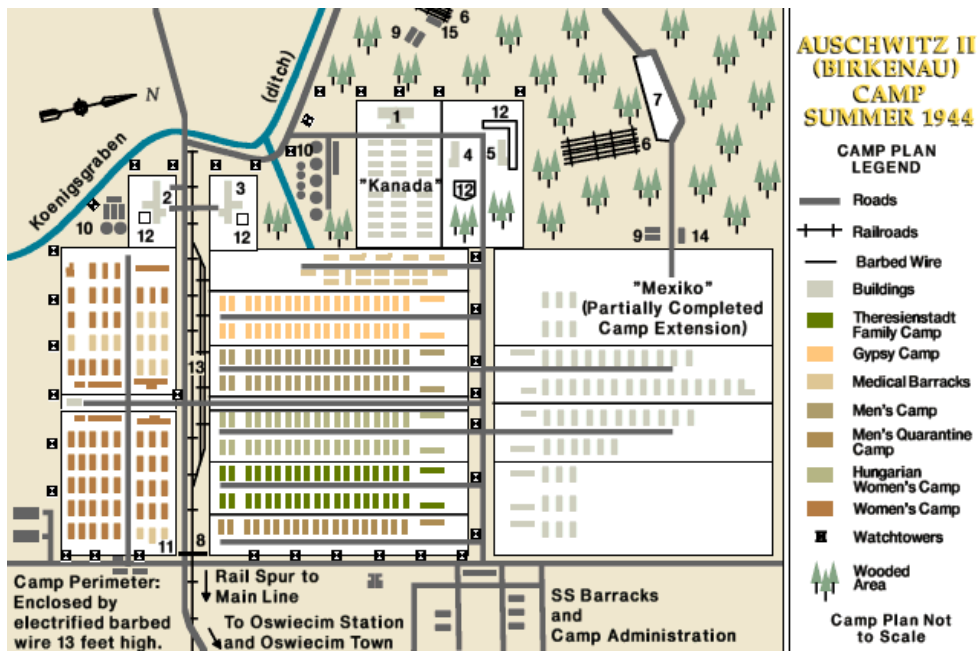 AUSCHWITZ II
(BIRKENAU)
CAMP
SUMMER 1944
CAMP PLAN
LEGEND
Roads
Railroads
Barbed Wire
Buildings
Theresienstadt
Family Camp
Gypsy Camp
Medical Barracks
Men's Camp
Men's Quarantine
Camp
Hungarian
Women's Camp
Women's Camp
Watchtowers
Wooded
Area
Camp Plan Not
to Scale
6
9
15
N
(ditch)
Koenigsgraben
1
12
7
10
4
5
6
"Kanada"
12
2
3
10
12
12
9
14
"Mexiko"
(Partially Completed
Camp Extension)
13
11
8
Camp Perimeter:
Enclosed by
electrified barbed
wire 13 feet high.
Rail Spur to
Main Line
To Oswiecim Station
and Oswiecim Town
SS Barracks
and
Camp Administration